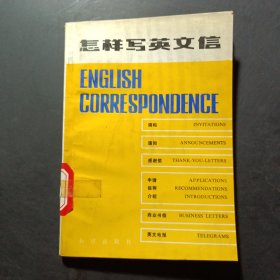 怎样写英文信
ENGLISH
CORRESPONDENCE
请帖 INVITATIONS
通知 ANNOUNCEMENTS
感谢信 THANK-YOU-LETTERS
申请 APPLICATIONS
推荐 RECOMMENDATIONS
介绍 INTRODUCTIONS
商业书信 BUSINESS LETTERS
英文电报 TELEGRAMS